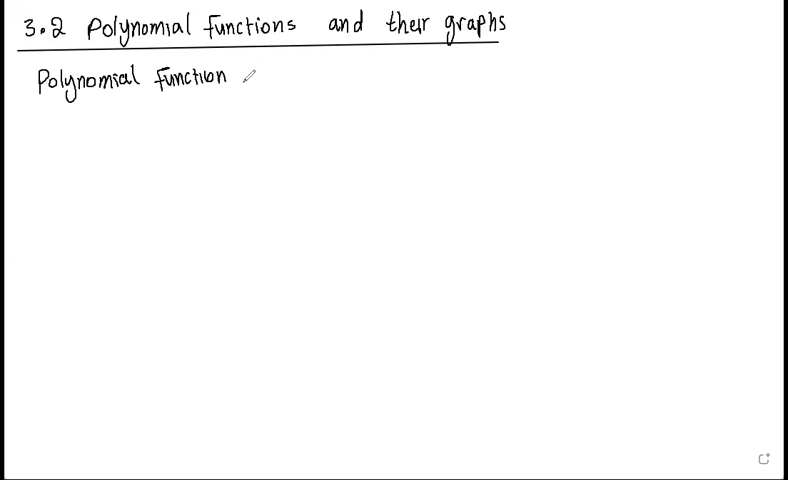 3.2 Polynomial functions and their graphs
Polynomial function